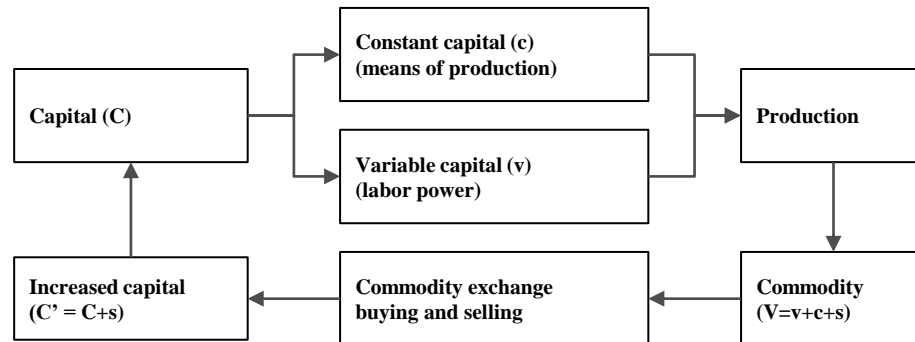 Constant capital (c)
(means of production)
Capital (C)
Production
Variable capital (v)
(labor power)
Increased capital
(C’ = C+s)
Commodity exchange
buying and selling
Commodity
(V=v+c+s)